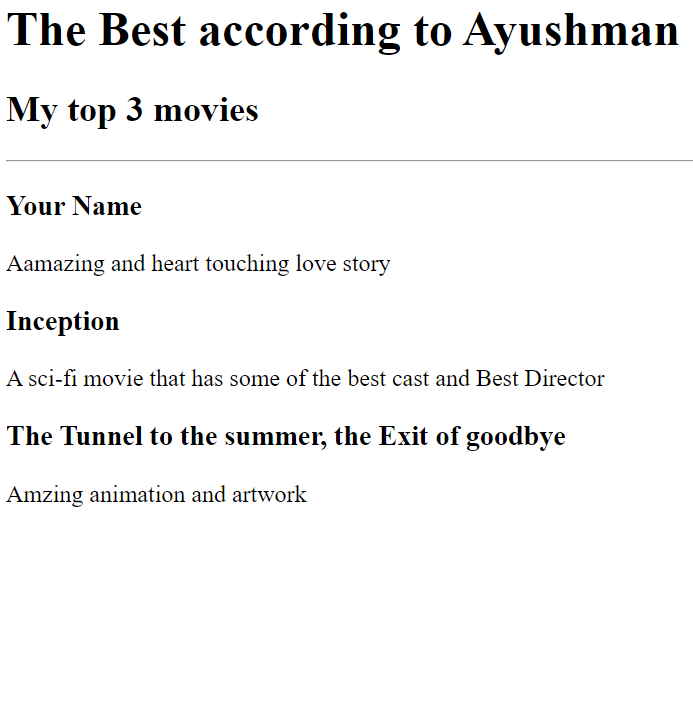 The Best according to Ayushman
My top 3 movies
Your Name
Aamazing and heart touching love story
Inception
A sci-fi movie that has some of the best cast and Best Director
The Tunnel to the summer, the Exit of goodbye
Amzing animation and artwork